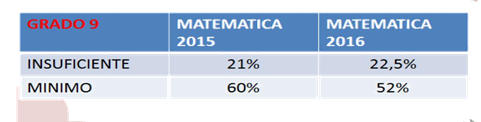 GRADO 9 MATEMATICA 2015 MATEMATICA 2016
INSUFICIENTE 21% 22,5%
MINIMO 60% 52%